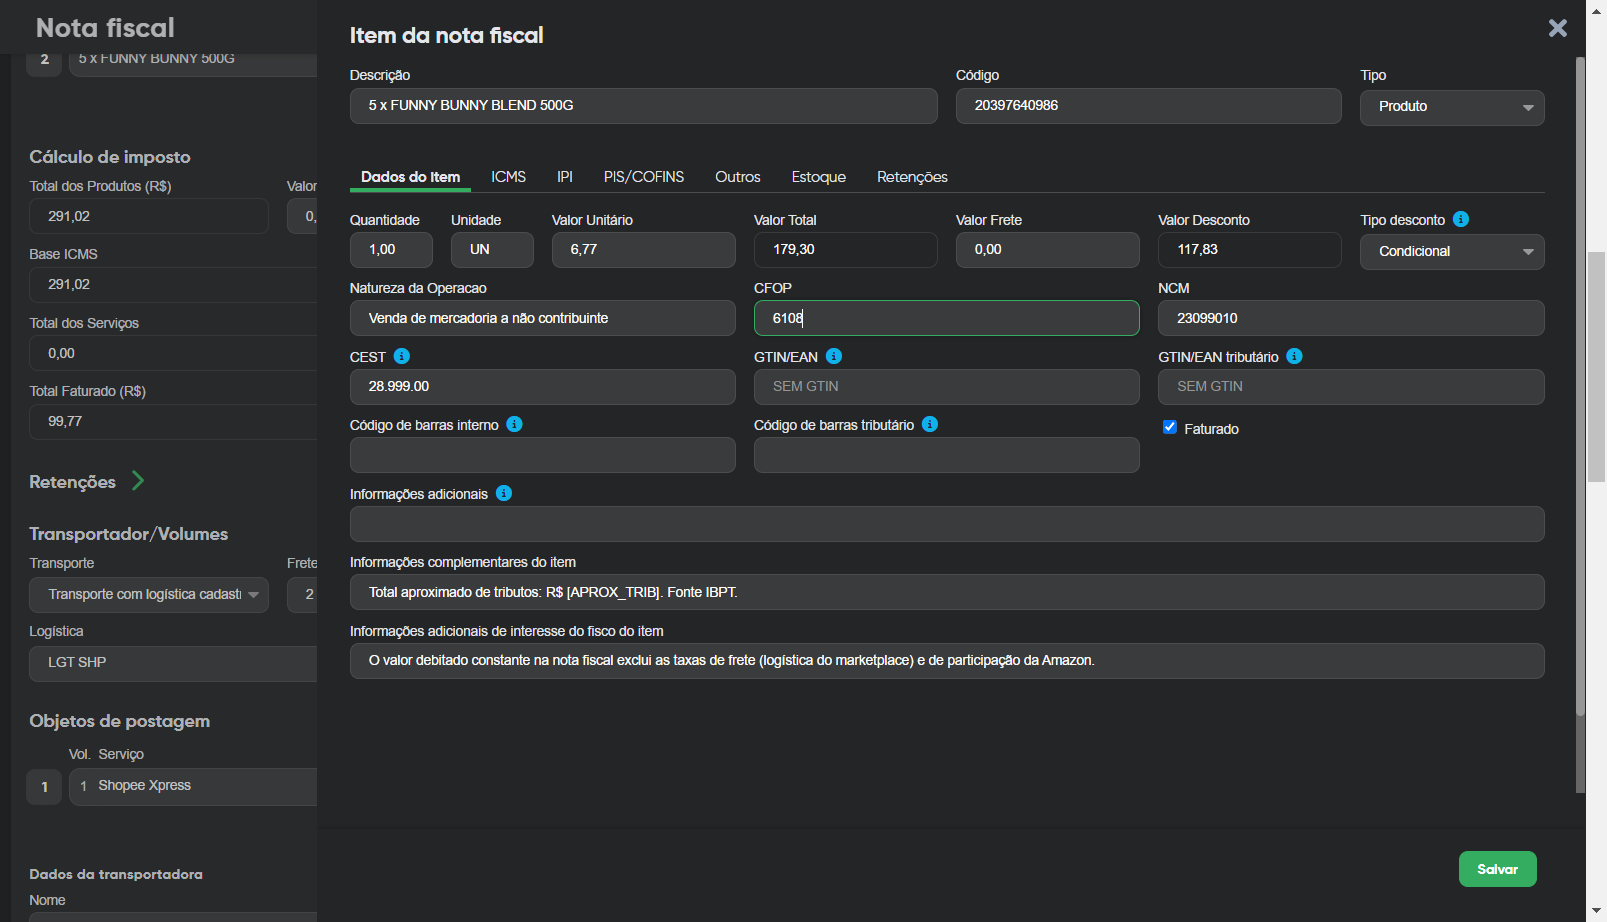 Nota fiscal
2
5 x FUNNY BUNNY 500G
Cálculo de imposto
Total dos Produtos (R$)
Valor
291,02
0,
Base ICMS
291,02
Total dos Serviços
0,00
Total Faturado (R$)
99,77
Retenções
Transportador/Volumes
Transporte
Frete
Transporte com logística cadast
2
Logística
LGT SHP
Objetos de postagem
Vol. Serviço
1
1 Shopee Xpress
Dados da transportadora
Nome
Item da nota fiscal
Descrição
Código
Tipo
5 x FUNNY BUNNY BLEND 500G
20397640986
Produto
Dados do Item
ICMS
IPI
PIS/COFINS
Outros
Estoque
Retenções
Quantidade
Unidade
Valor Unitário
Valor Total
Valor Frete
Valor Desconto
Tipo desconto
1,00
UN
6,77
179,30
0,00
117,83
Condicional
Natureza da Operacao
CFOP
NCM
Venda de mercadoria a não contribuinte
6108
23099010
CEST
GTIN/EAN
GTIN/EAN tributário
28.999.00
SEM GTIN
SEM GTIN
Código de barras interno
Código de barras tributário
Faturado
Informações adicionais
Informações complementares do item
Total aproximado de tributos: R$ [APROX_TRIB]. Fonte IBPT.
Informações adicionais de interesse do fisco do item
O valor debitado constante na nota fiscal exclui as taxas de frete (logística do marketplace) e de participação da Amazon.
Salvar